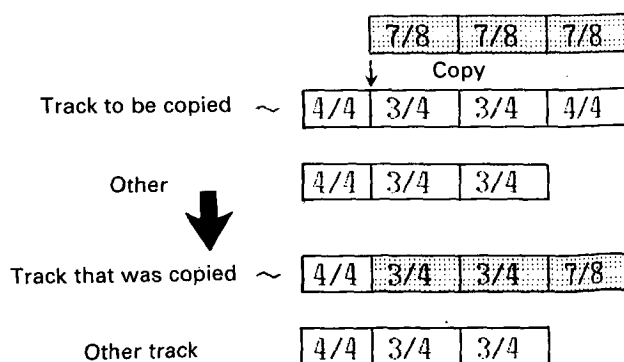 7/8 7/8 7/8
Copy
Track to be copied ~ 4/4 3/4 3/4 4/4
Other 4/4 3/4 3/4
Track that was copied ~ 4/4 3/4 3/4 7/8
Other track 4/4 3/4 3/4